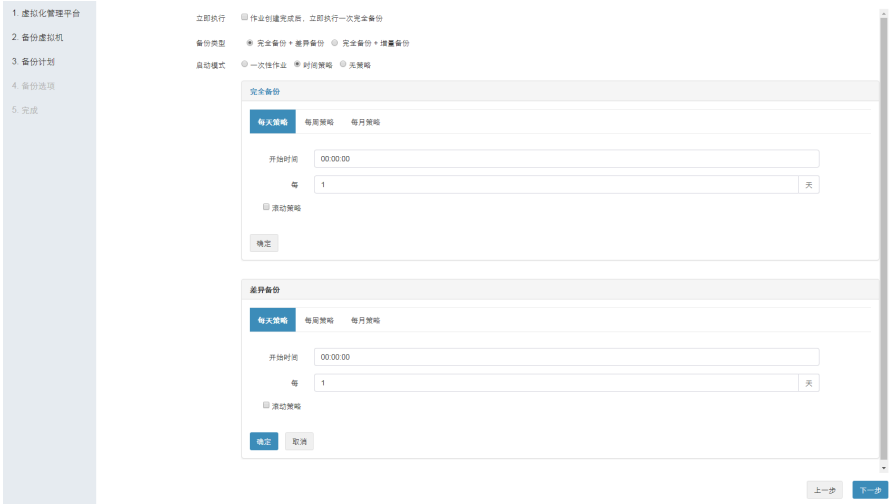 1. 虚拟化管理平台
2. 备份虚拟机
3. 备份计划
4. 备份选项
5. 完成
立即执行 作业创建完成后，立即执行一次完全备份
备份类型 完全备份 + 差异备份 完全备份 + 增量备份
启动模式 一次性作业 时间策略 无策略
完全备份
每天策略 每周策略 每月策略
开始时间 00:00:00
每 1 天
滚动策略
确定
差异备份
每天策略 每周策略 每月策略
开始时间 00:00:00
每 1 天
滚动策略
确定 取消
上一步 下一步